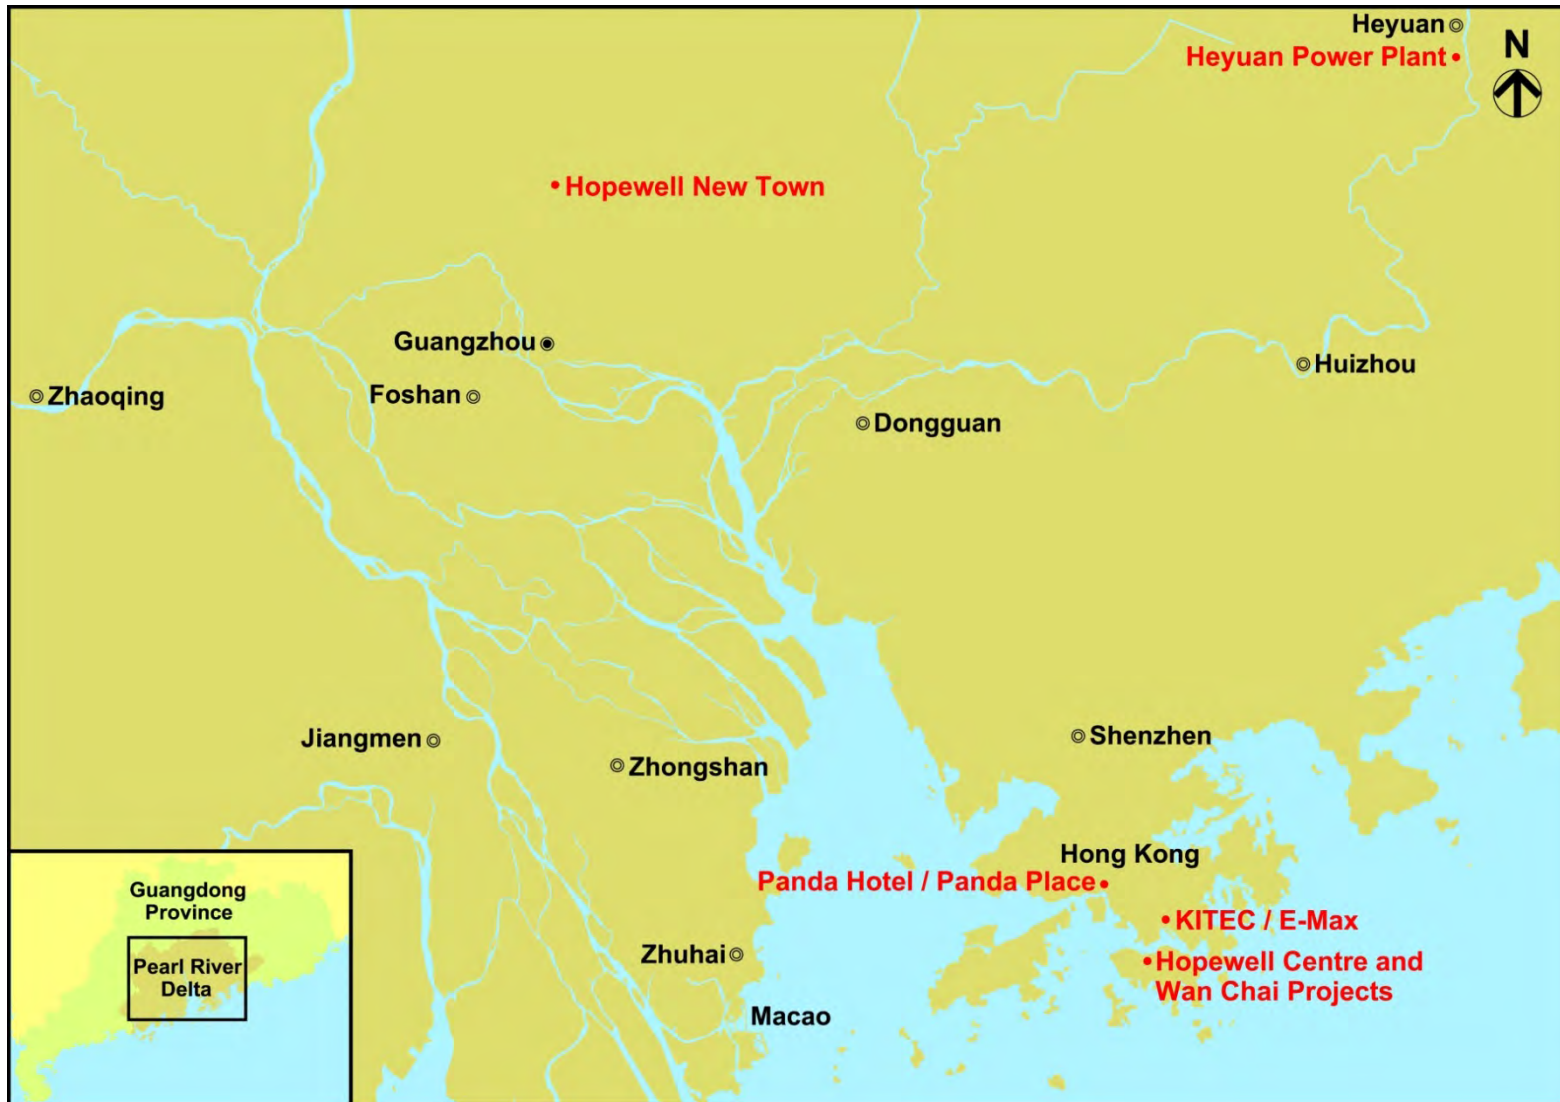 Heyuan
Heyuan Power Plant
N
Hopewell New Town
Guangzhou
Foshan
Zhaoqing
Huizhou
Dongguan
Jiangmen
Zhongshan
Shenzhen
Hong Kong
Panda Hotel / Panda Place
KITEC / E-Max
Hopewell Centre and
Wan Chai Projects
Zhuhai
Macao
Guangdong
Province
Pearl River
Delta